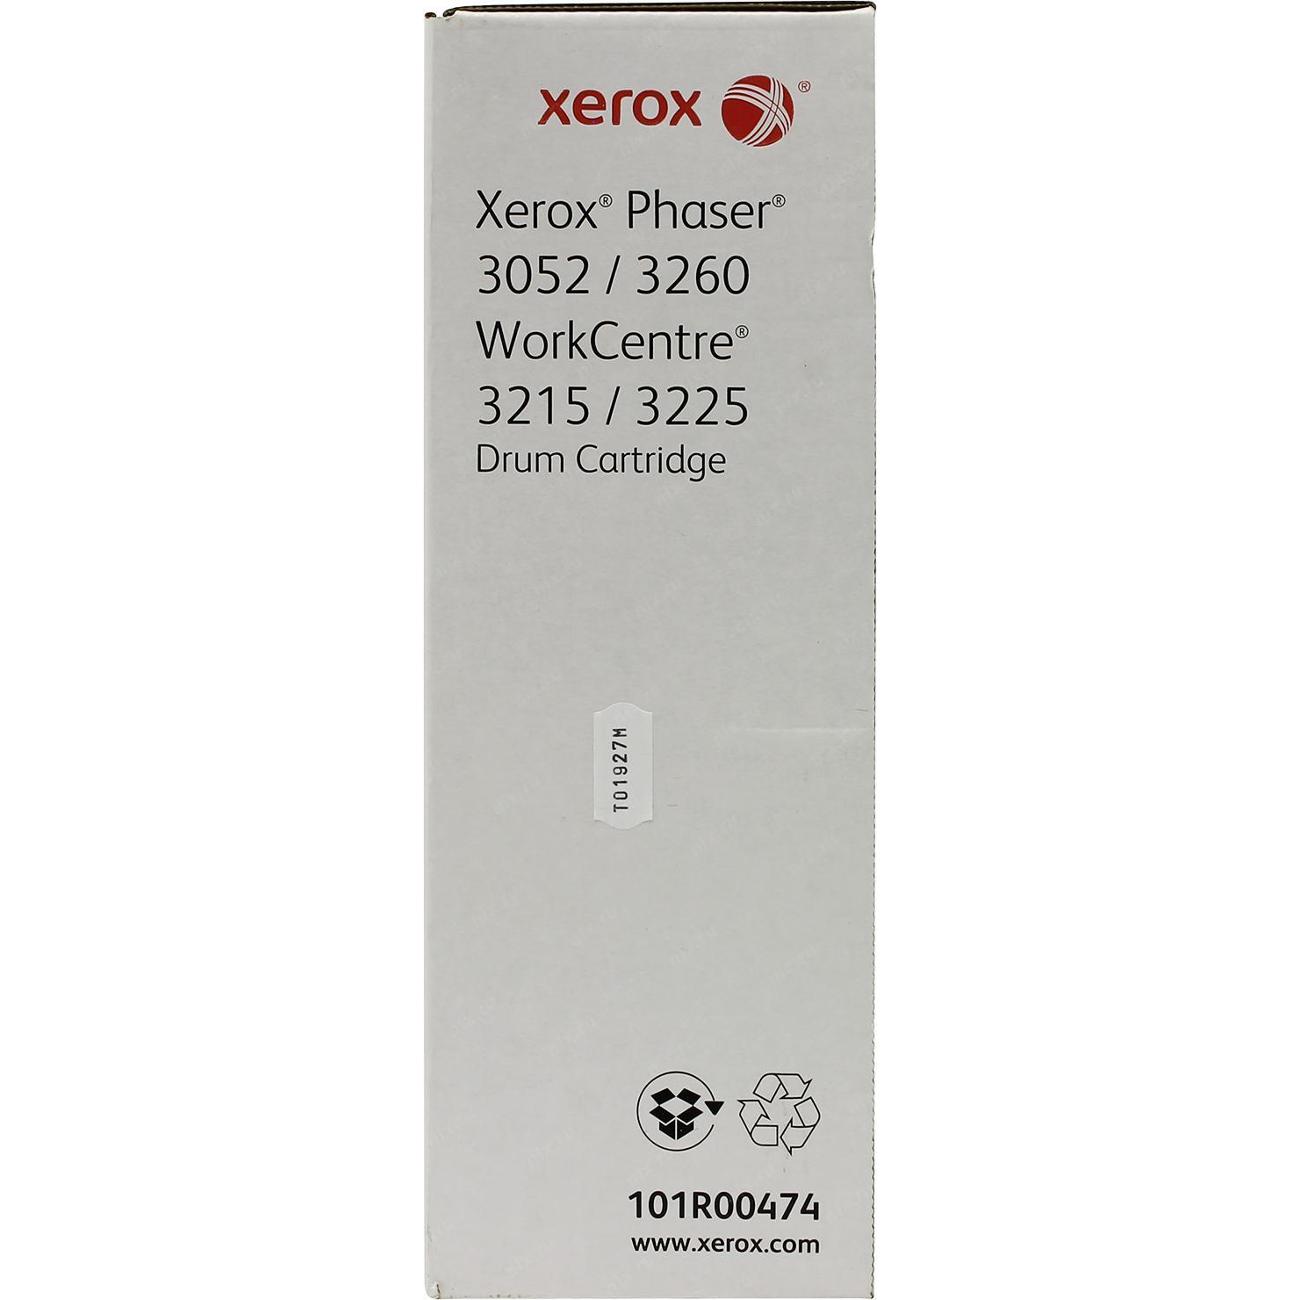 xerox ®
Xerox® Phaser®
3052 / 3260
WorkCentre®
3215 / 3225
Drum Cartridge
T01927M
101R00474
www.xerox.com